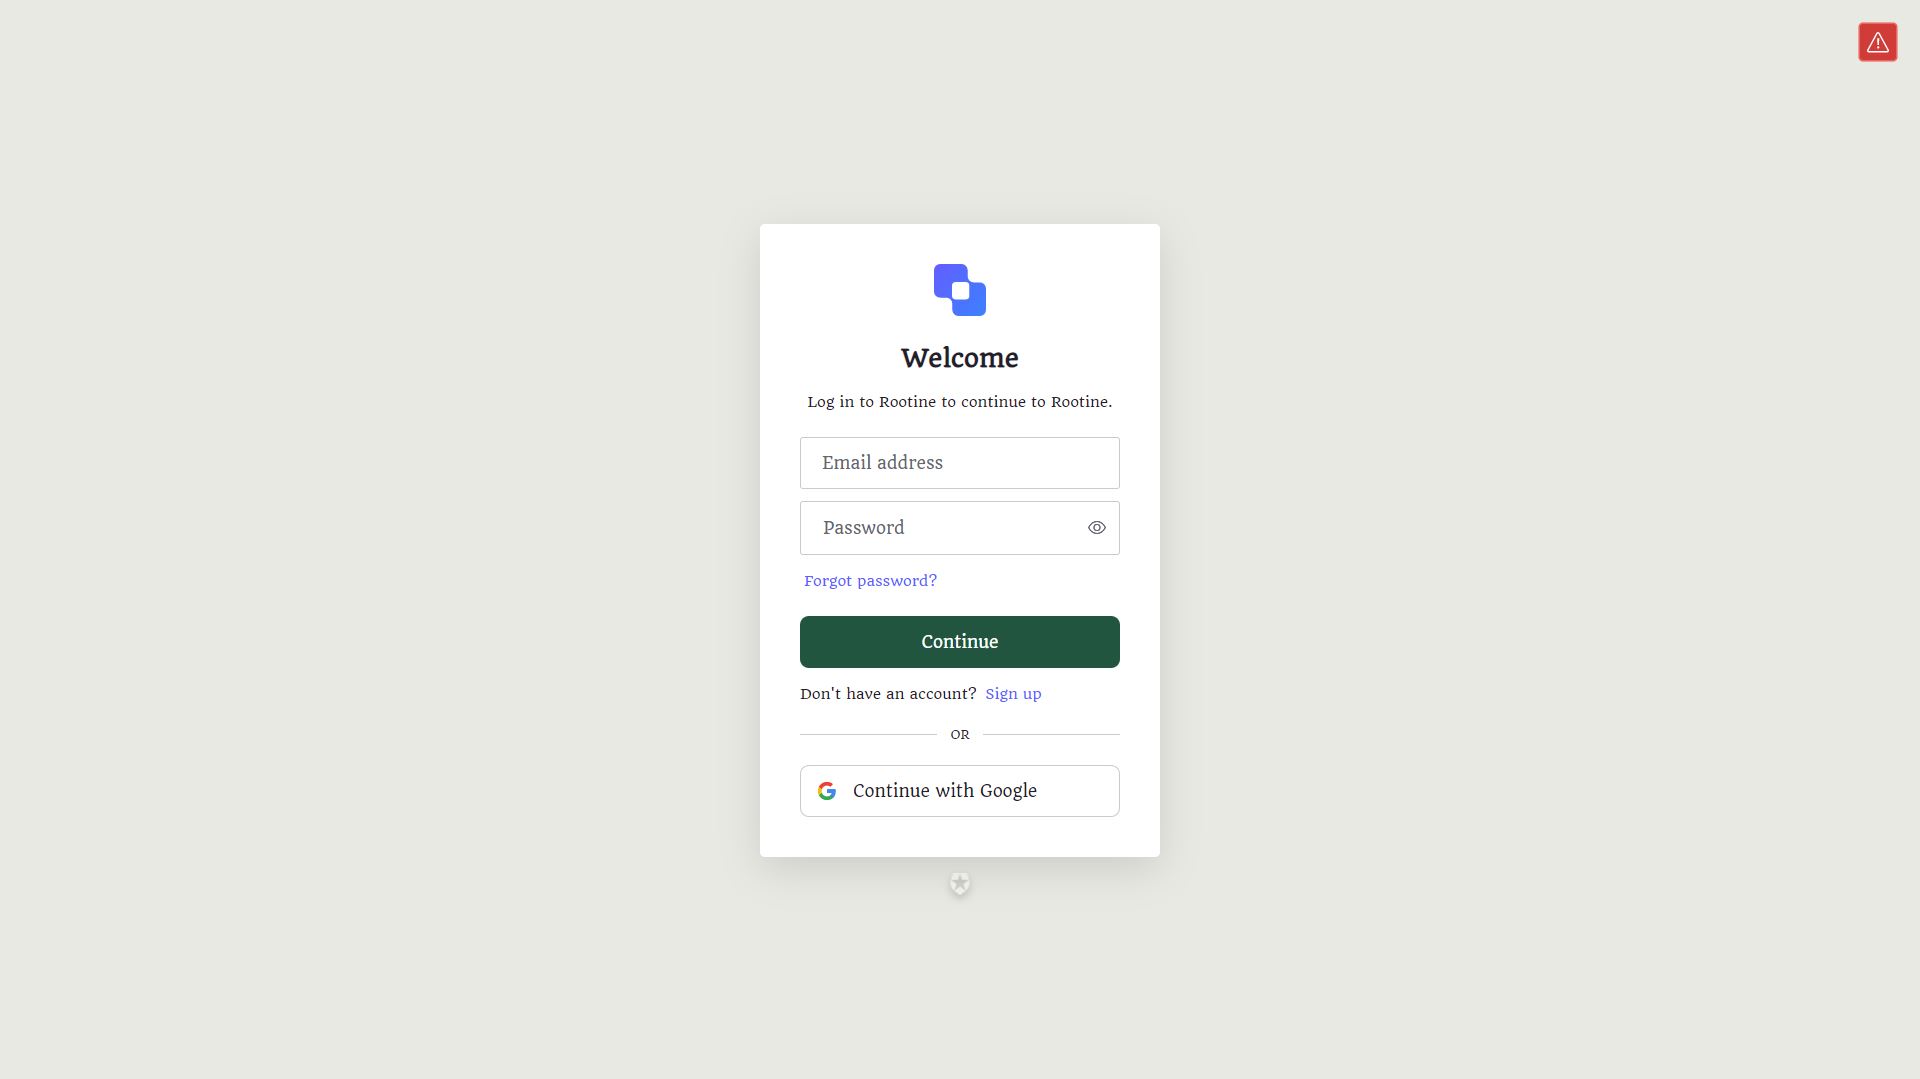 Welcome
Log in to Rootine to continue to Rootine.
Email address
Password
Forgot password?
Continue
Don't have an account? Sign up
OR
Continue with Google